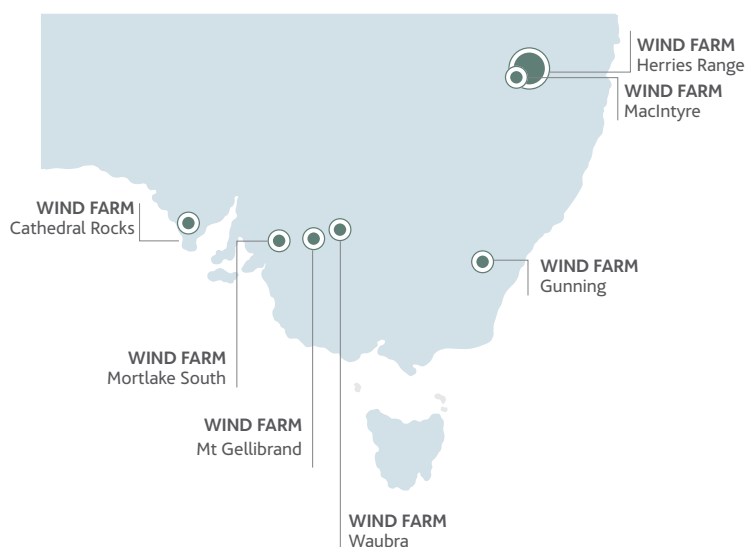 WIND FARM
Herries Range
WIND FARM
MacIntyre
WIND FARM
Cathedral Rocks
WIND FARM
Gunning
WIND FARM
Mortlake South
WIND FARM
Mt Gellibrand
WIND FARM
Waubra